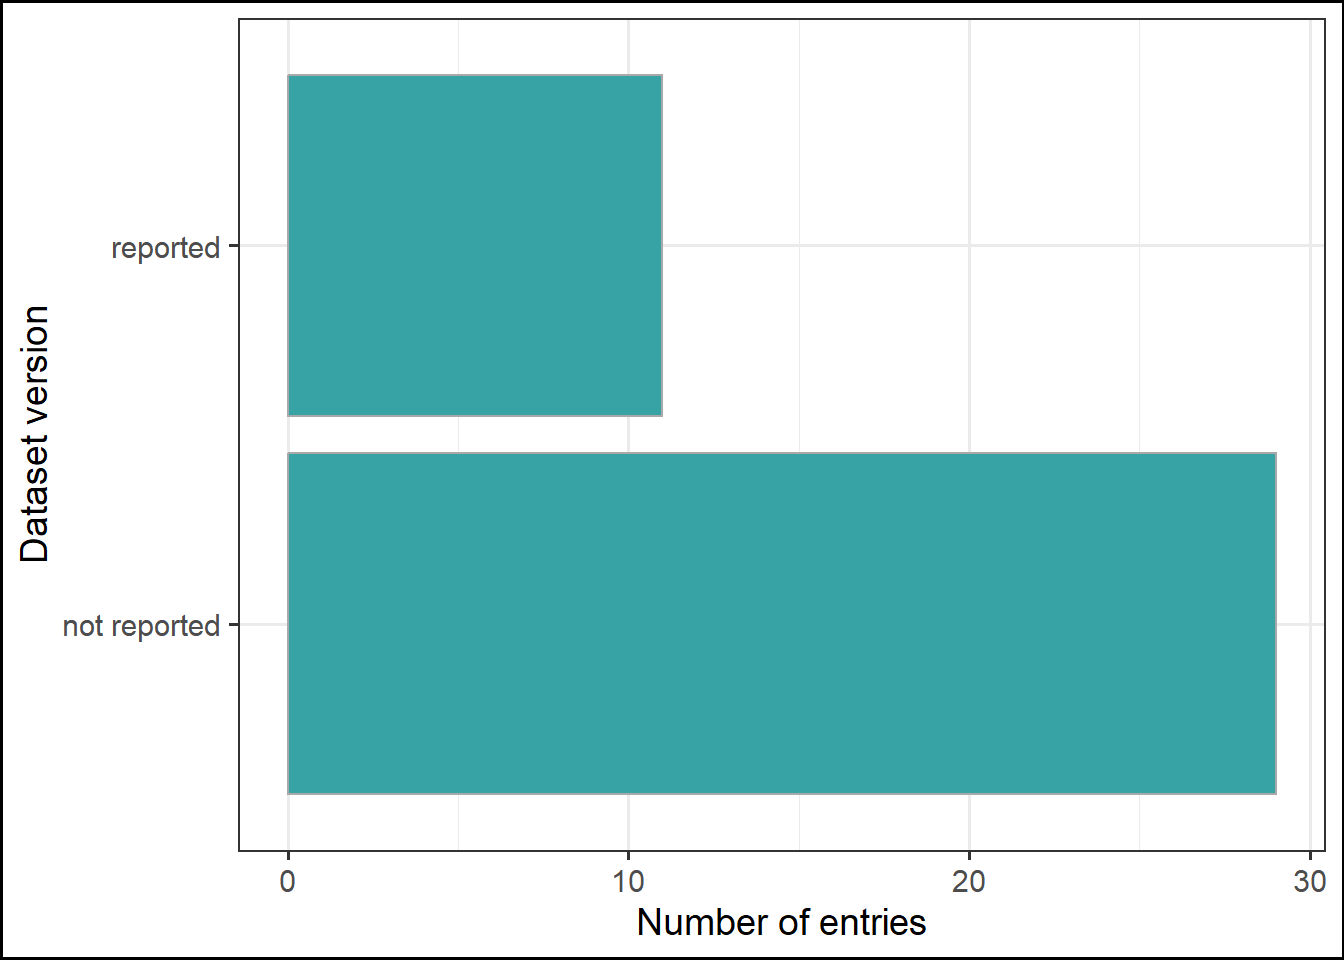 Dataset version
reported
not reported
0 10 20 30
Number of entries